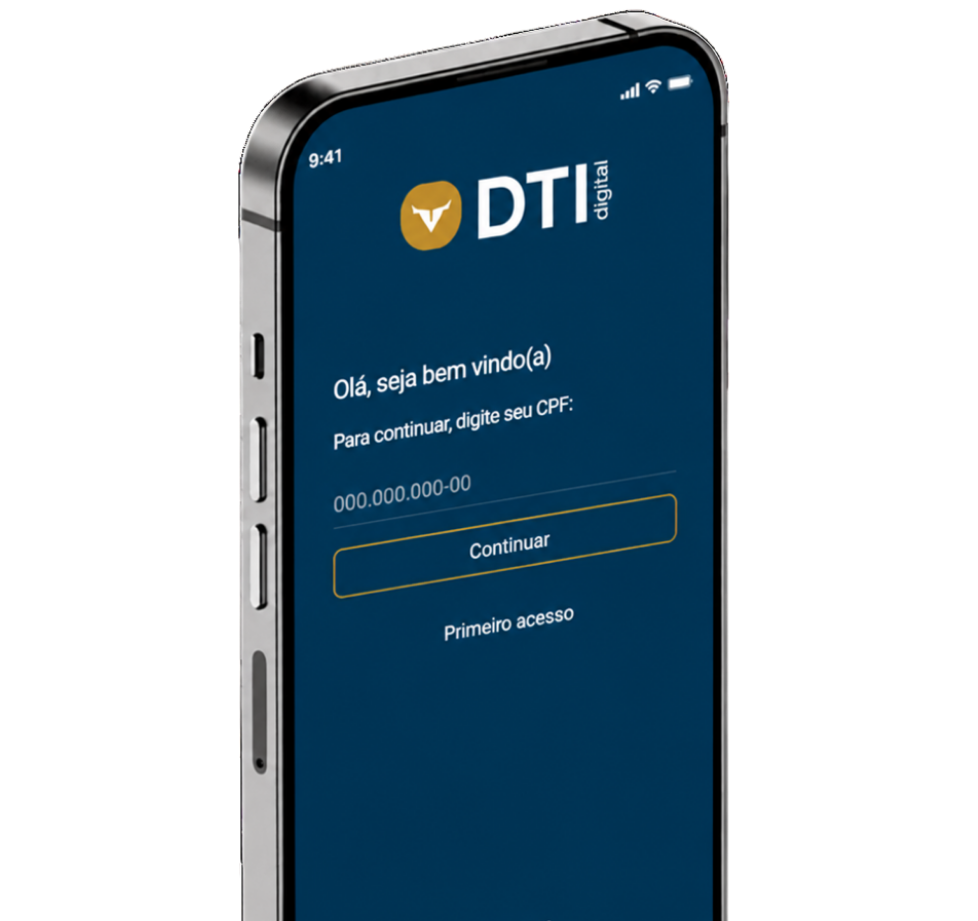 9:41
DTI digital
Olá, seja bem vindo(a)
Para continuar, digite seu CPF:
000.000.000-00
Continuar
Primeiro acesso